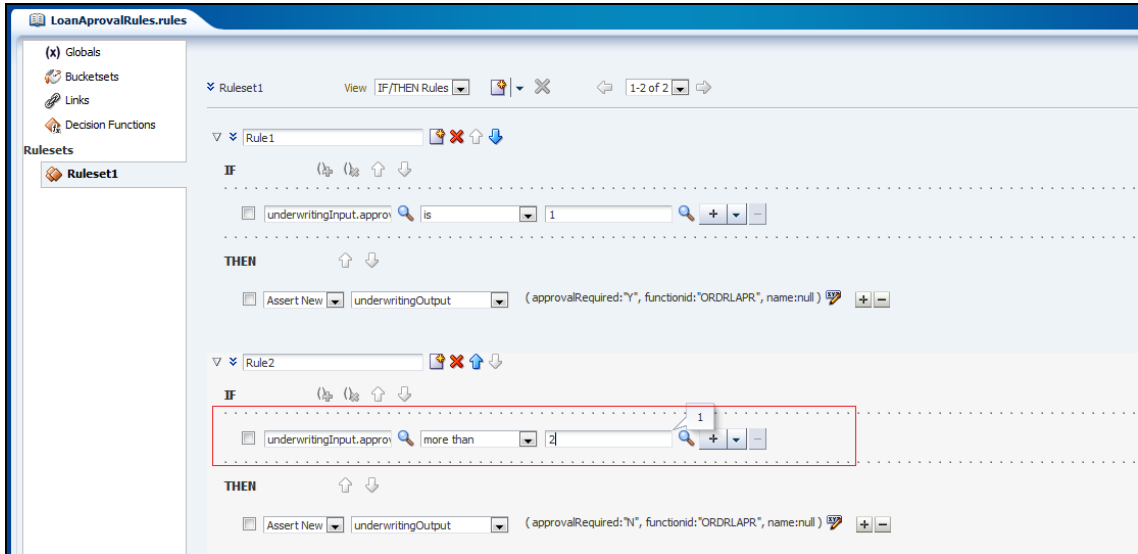 LoanAprovalRules.rules
(x) Globals
Bucketsets
Links
Decision Functions
Rulesets
Ruleset1
Ruleset1 View IF/THEN Rules 1-2 of 2
Rule1
IF
underwritingInput.approv is 1
THEN
Assert New underwritingOutput ( approvalRequired:"Y", functionid:"ORDRLAPR", name:null )
Rule2
IF
1
underwritingInput.approv more than 2
THEN
Assert New underwritingOutput ( approvalRequired:"N", functionid:"ORDRLAPR", name:null )